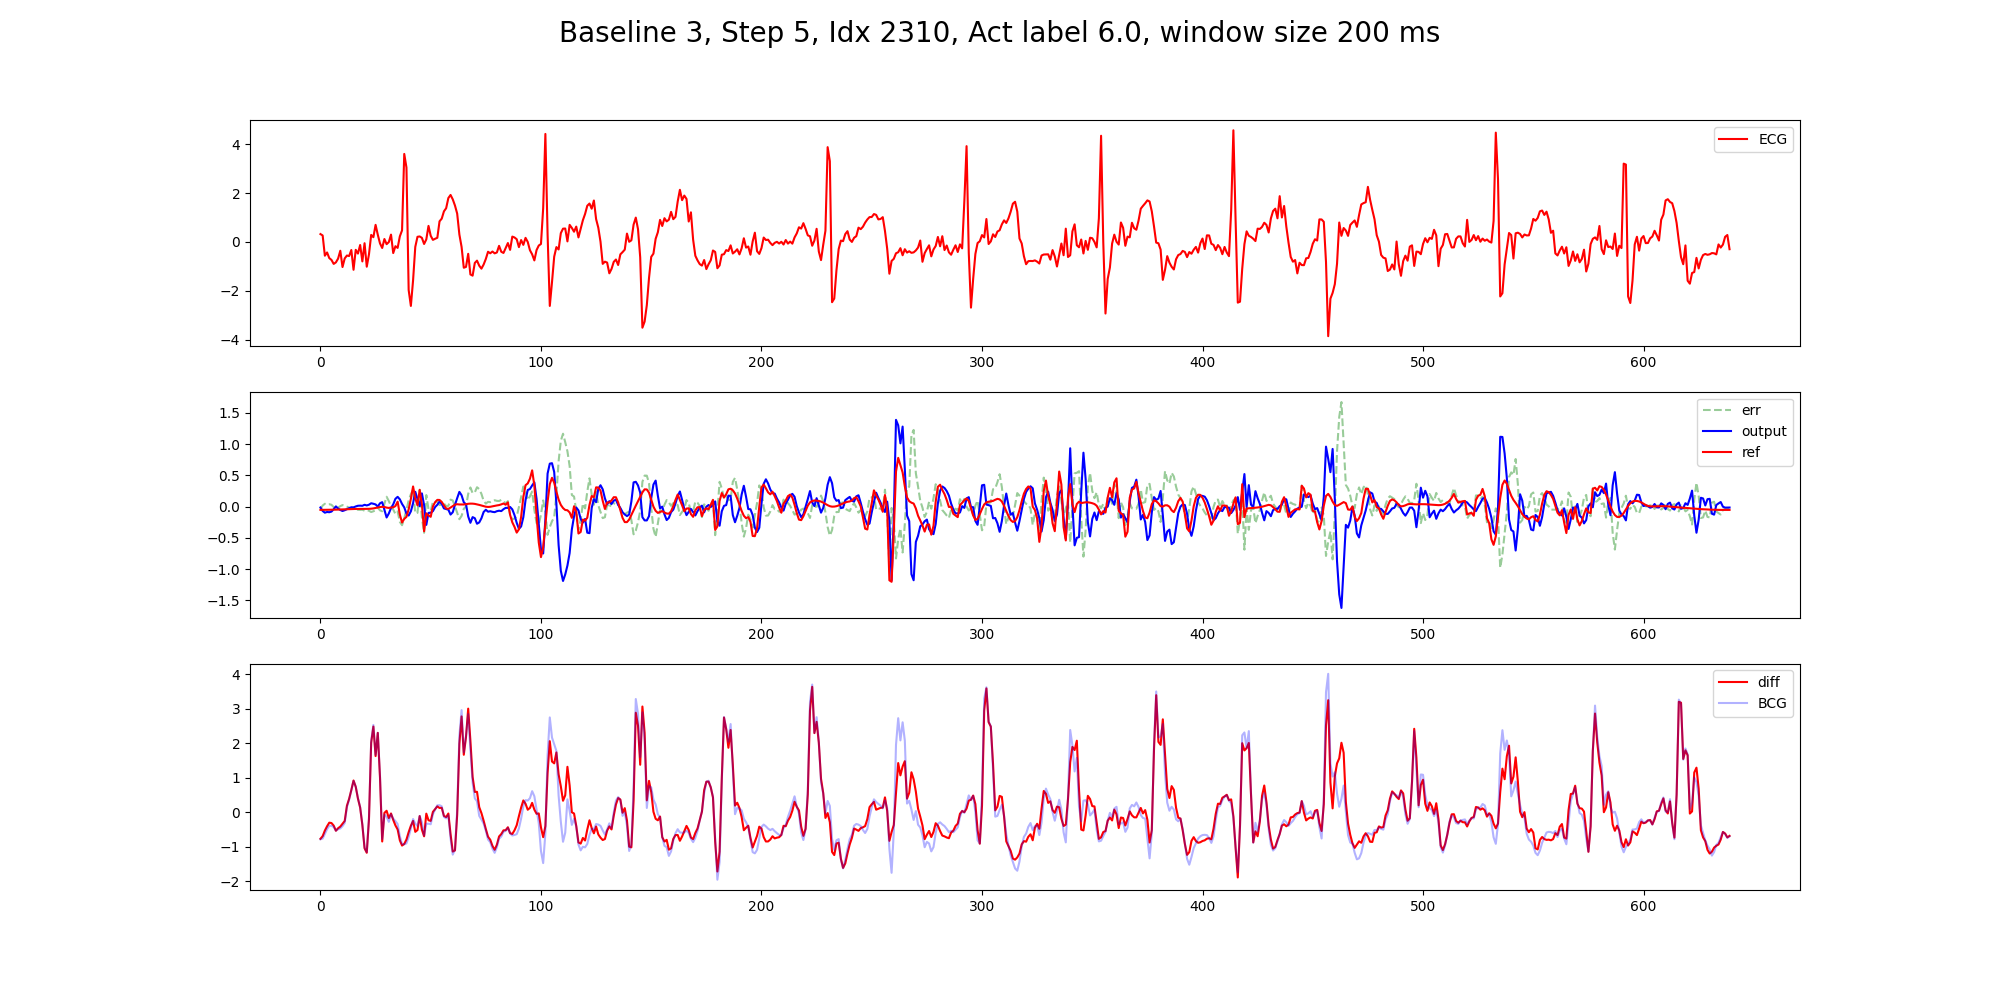 Baseline 3, Step 5, Idx 2310, Act label 6.0, window size 200 ms
ECG
4
2
0
−2
−4
0 100 200 300 400 500 600
err
output
ref
1.5
1.0
0.5
0.0
−0.5
−1.0
−1.5
0 100 200 300 400 500 600
diff
BCG
4
3
2
1
0
−1
−2
0 100 200 300 400 500 600